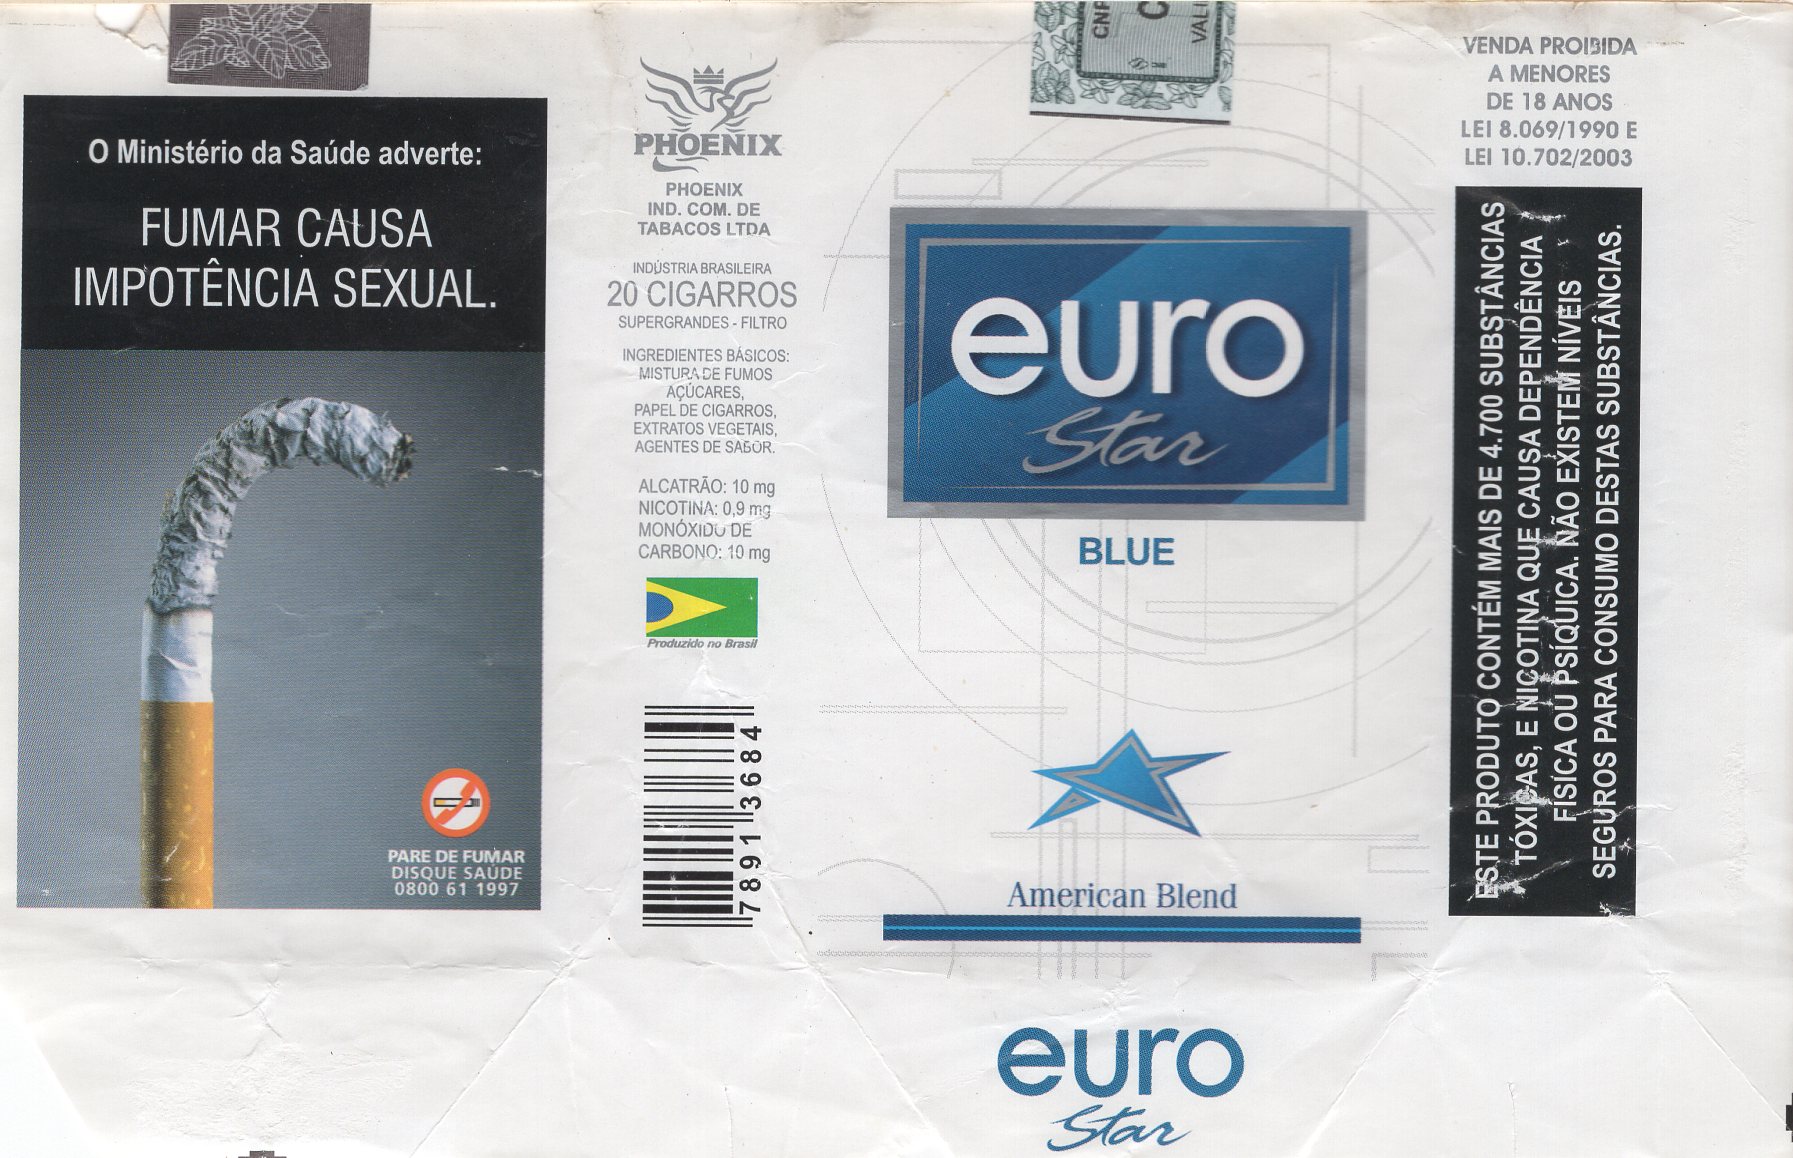 O Ministério da Saúde adverte:
FUMAR CAUSA
IMPOTÊNCIA SEXUAL.
PARE DE FUMAR
DISQUE SAÚDE
0800 61 1997
PHOENIX
PHOENIX
IND. COM. DE
TABACOS LTDA
INDÚSTRIA BRASILEIRA
20 CIGARROS
SUPERGRANDES - FILTRO
INGREDIENTES BÁSICOS:
MISTURA DE FUMOS
AÇÚCARES,
PAPEL DE CIGARROS,
EXTRATOS VEGETAIS,
AGENTES DE SABOR.
ALCATRÃO: 10 mg
NICOTINA: 0,9 mg
MONÓXIDO DE
CARBONO: 10 mg
Produzido no Brasil
78913684
VALI
euro
Star
BLUE
American Blend
euro
Star
VENDA PROIBIDA
A MENORES
DE 18 ANOS
LEI 8.069/1990 E
LEI 10.702/2003
ESTE PRODUTO CONTÉM MAIS DE 4.700 SUBSTÂNCIAS
TÓXICAS, E NICOTINA QUE CAUSA DEPENDÊNCIA
FÍSICA OU PSÍQUICA. NÃO EXISTEM NÍVEIS
SEGUROS PARA CONSUMO DESTAS SUBSTÂNCIAS.